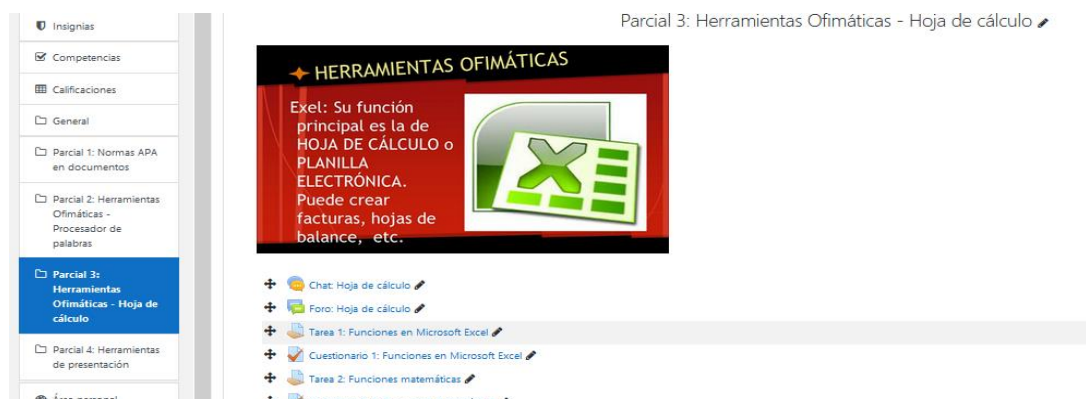 Insignias
Competencias
Calificaciones
General
Parcial 1: Normas APA
en documentos
Parcial 2: Herramientas
Ofimáticas -
Procesador de
palabras
Parcial 3:
Herramientas
Ofimáticas - Hoja de
cálculo
Parcial 4: Herramientas
de presentación
Parcial 3: Herramientas Ofimáticas - Hoja de cálculo
HERRAMIENTAS OFIMÁTICAS
Exel: Su función
principal es la de
HOJA DE CÁLCULO o
PLANILLA
ELECTRÓNICA.
Puede crear
facturas, hojas de
balance, etc.
Chat: Hoja de cálculo
Foro: Hoja de cálculo
Tarea 1: Funciones en Microsoft Excel
Cuestionario 1: Funciones en Microsoft Excel
Tarea 2: Funciones matemáticas